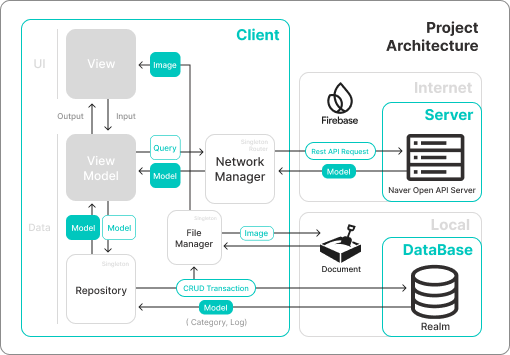 Client
Project
Architecture
UI
View
Image
Internet
Firebase
Server
Output
Input
Singleton
Router
View
Model
Query
Model
Network
Manager
Rest API Request
Model
Naver Open API Server
Data
Model
Model
Singleton
File
Manager
Image
Local
Document
DataBase
Singleton
Repository
CRUD Transaction
Model
( Category, Log)
Realm